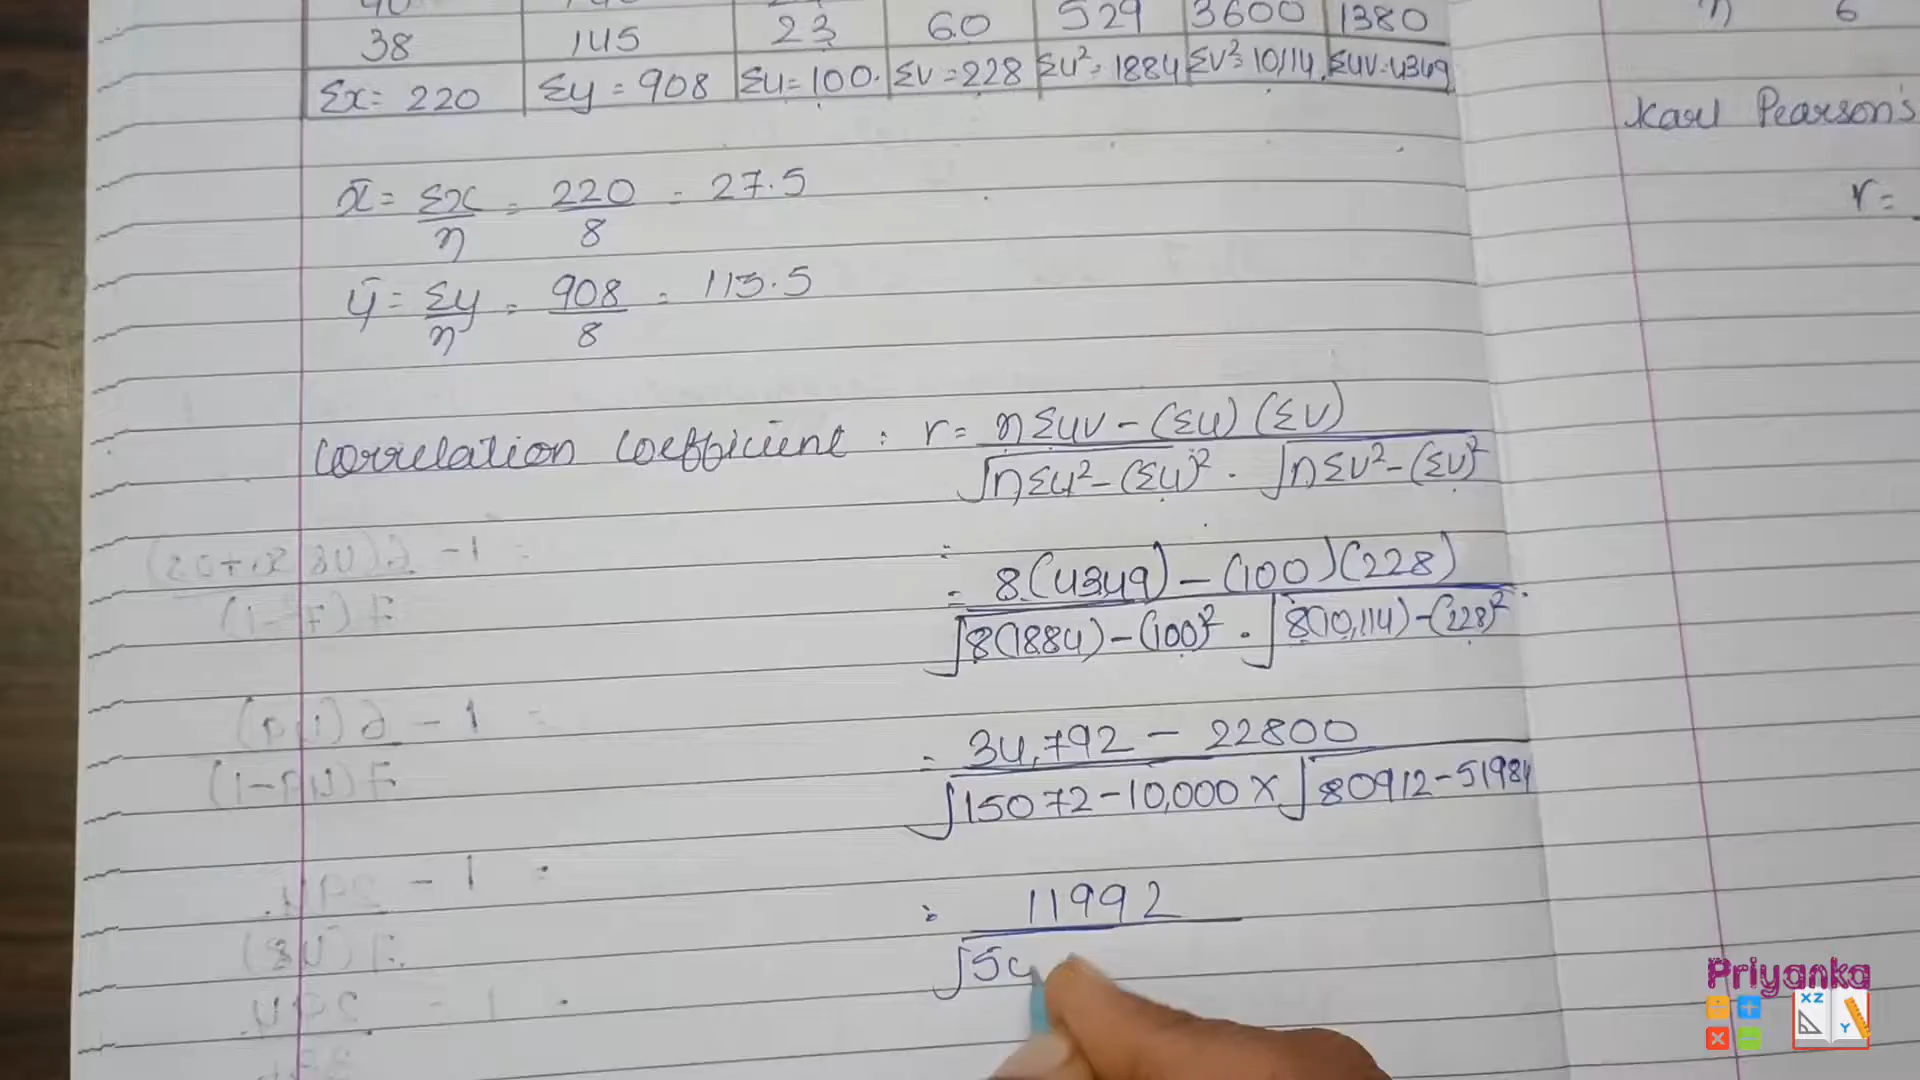 38 145 23 60 529 3600 1380
Σx = 220 Σy = 908 Σu = 100. Σv = 228 Σu² = 1884 Σv² = 10,114 Σuv = 4349
x̄ = Σx/n = 220/8 = 27.5
ȳ = Σy/n = 908/8 = 113.5
Correlation Coefficient : r = nΣuv - (Σu) (Σv) / √nΣu² - (Σu)² . √nΣv² - (Σv)²
= 8(4349) - (100)(228) / √8(1884) - (100)² . √8(10,114) - (228)²
= 34,792 - 22800 / √15072 - 10,000 × √80912 - 51984
= 11992 / √50
n 6
Karl Pearson's
r =
Priyanka
XZ
Y